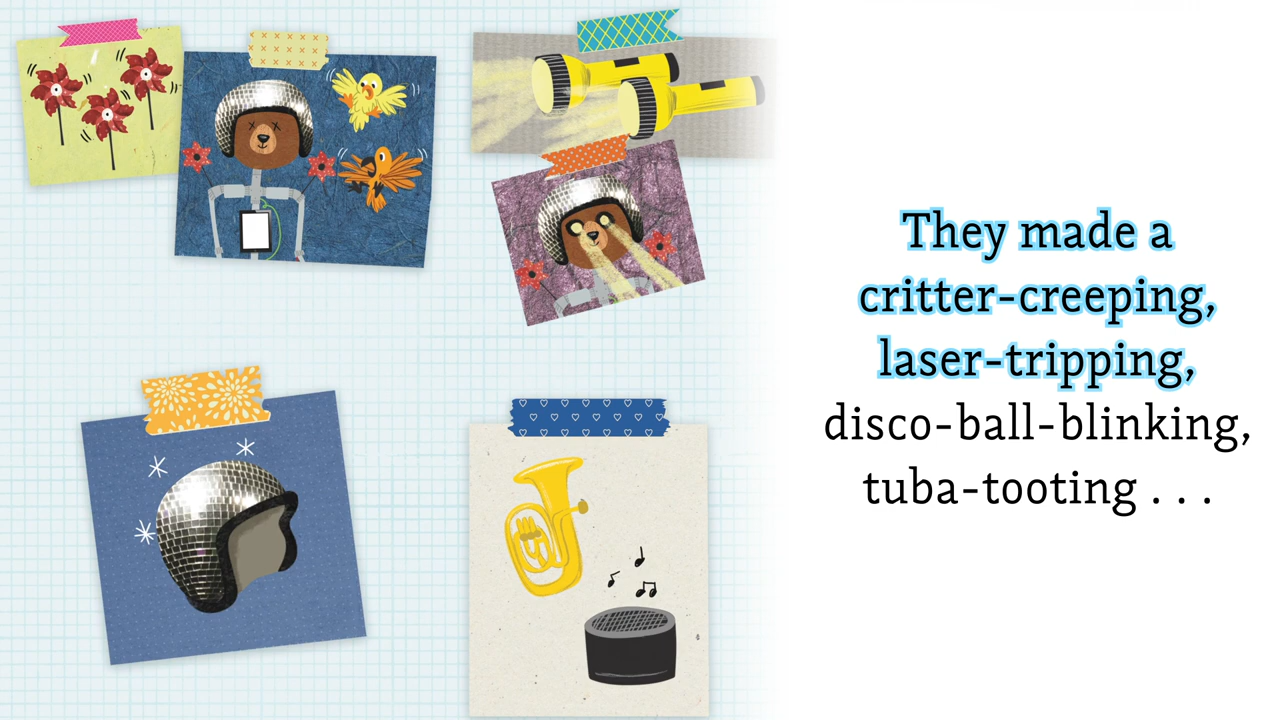 They made a
critter-creeping,
laser-tripping,
disco-ball-blinking,
tuba-tooting . . .